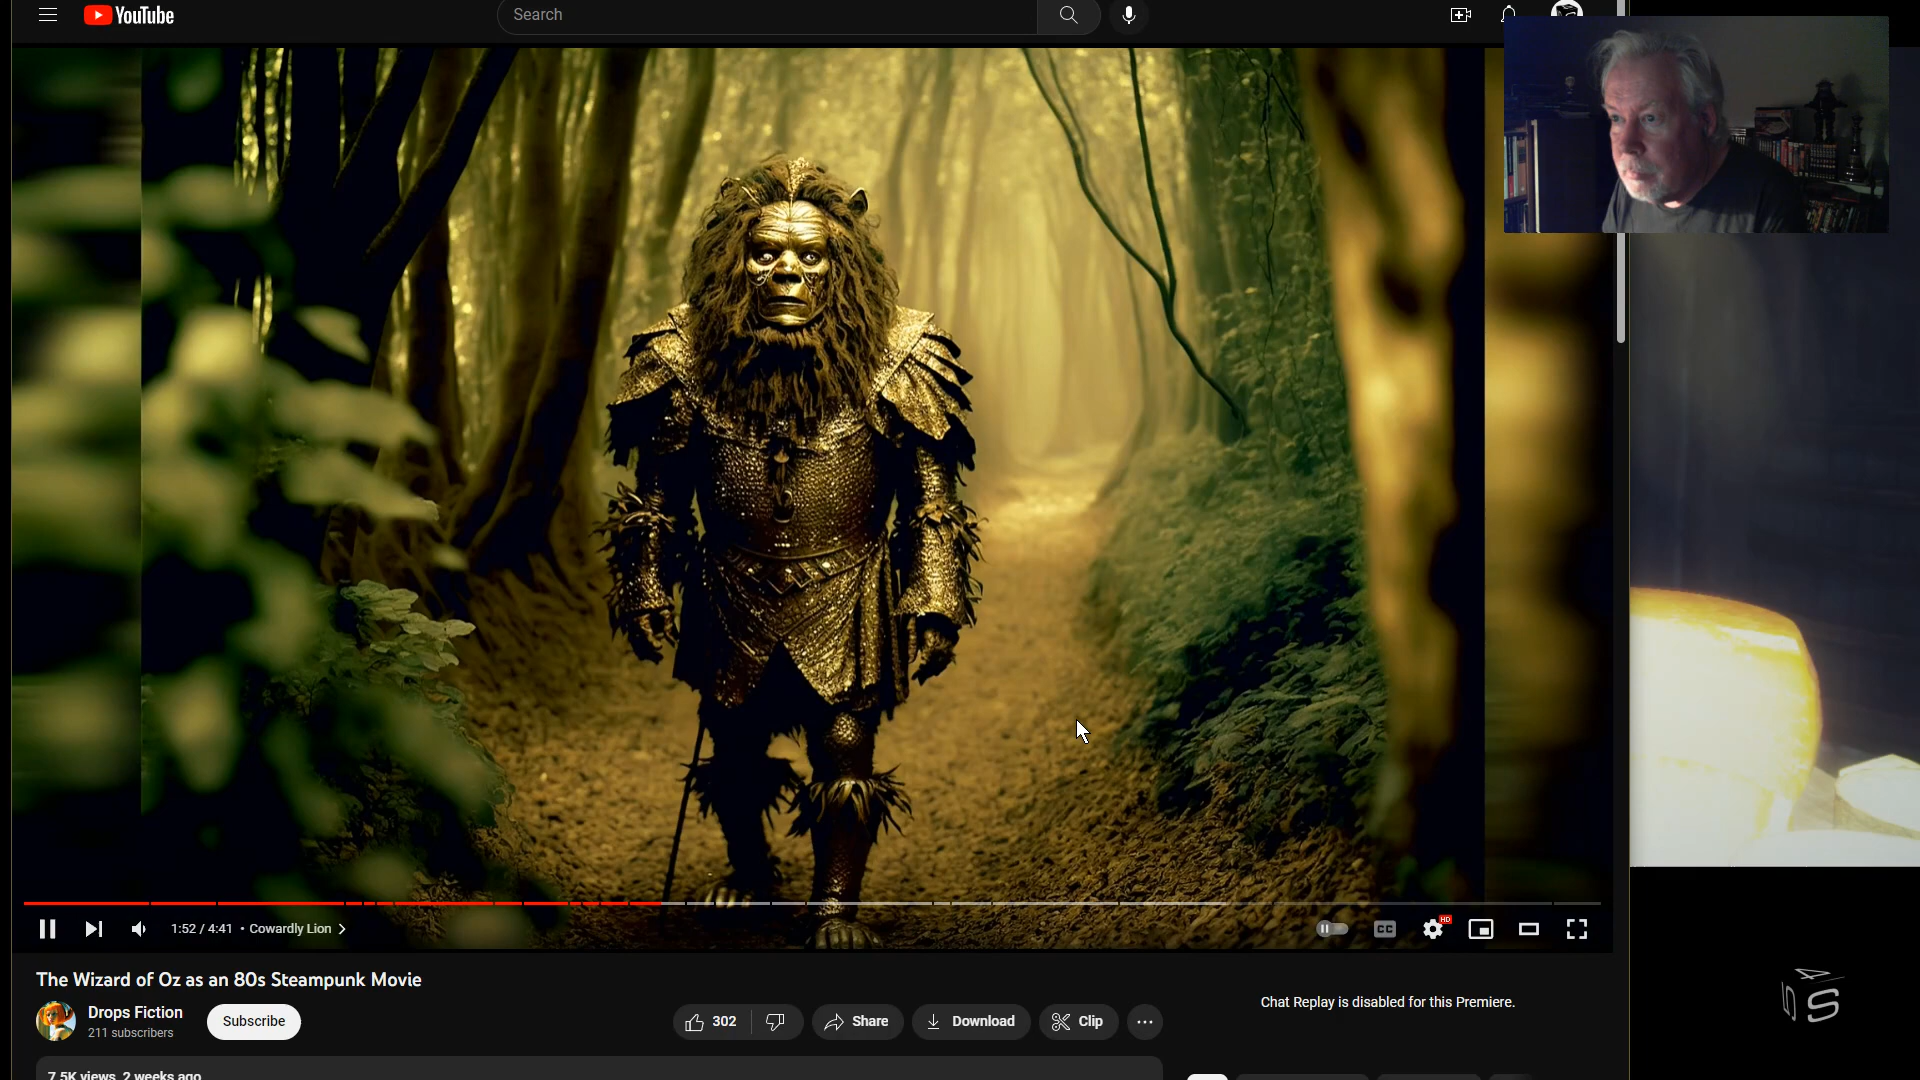 YouTube
Search
HD
CC
1:52 / 4:41 • Cowardly Lion
The Wizard of Oz as an 80s Steampunk Movie
Drops Fiction
211 subscribers
Subscribe
302
Share
Download
Clip
Chat Replay is disabled for this Premiere.
7.5K views 2 weeks ago